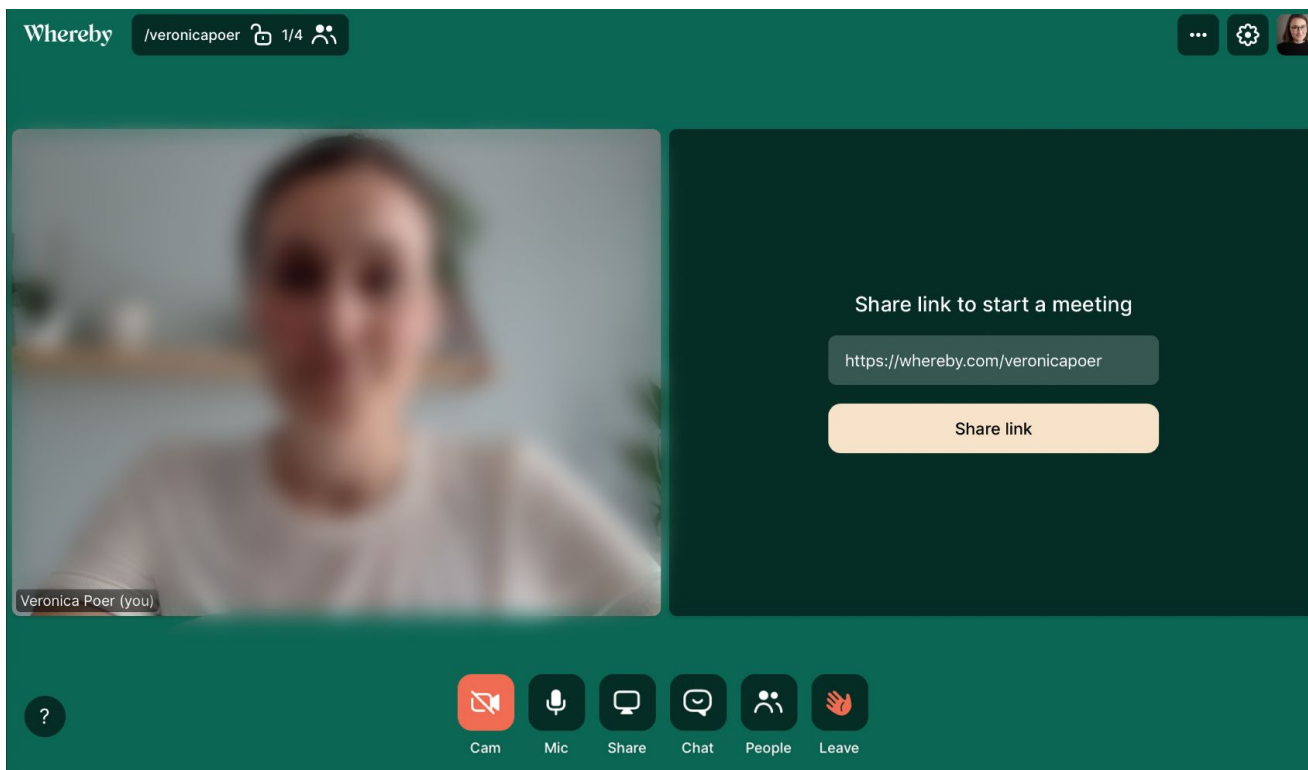 Whereby
/veronicapoer 1/4
Share link to start a meeting
https://whereby.com/veronicapoer
Share link
Veronica Poer (you)
?
Cam Mic Share Chat People Leave